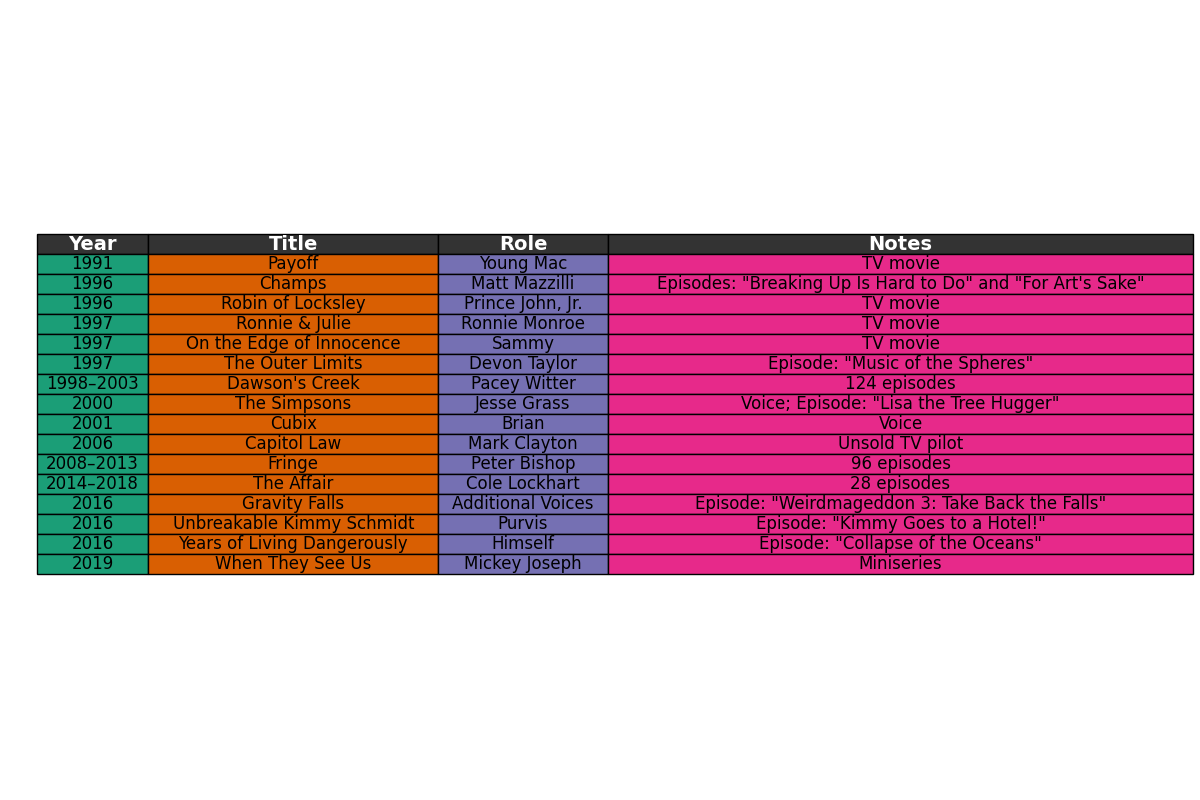 Year Title Role Notes
1991 Payoff Young Mac TV movie
1996 Champs Matt Mazzilli Episodes: "Breaking Up Is Hard to Do" and "For Art's Sake"
1996 Robin of Locksley Prince John, Jr. TV movie
1997 Ronnie & Julie Ronnie Monroe TV movie
1997 On the Edge of Innocence Sammy TV movie
1997 The Outer Limits Devon Taylor Episode: "Music of the Spheres"
1998–2003 Dawson's Creek Pacey Witter 124 episodes
2000 The Simpsons Jesse Grass Voice; Episode: "Lisa the Tree Hugger"
2001 Cubix Brian Voice
2006 Capitol Law Mark Clayton Unsold TV pilot
2008–2013 Fringe Peter Bishop 96 episodes
2014–2018 The Affair Cole Lockhart 28 episodes
2016 Gravity Falls Additional Voices Episode: "Weirdmageddon 3: Take Back the Falls"
2016 Unbreakable Kimmy Schmidt Purvis Episode: "Kimmy Goes to a Hotel!"
2016 Years of Living Dangerously Himself Episode: "Collapse of the Oceans"
2019 When They See Us Mickey Joseph Miniseries